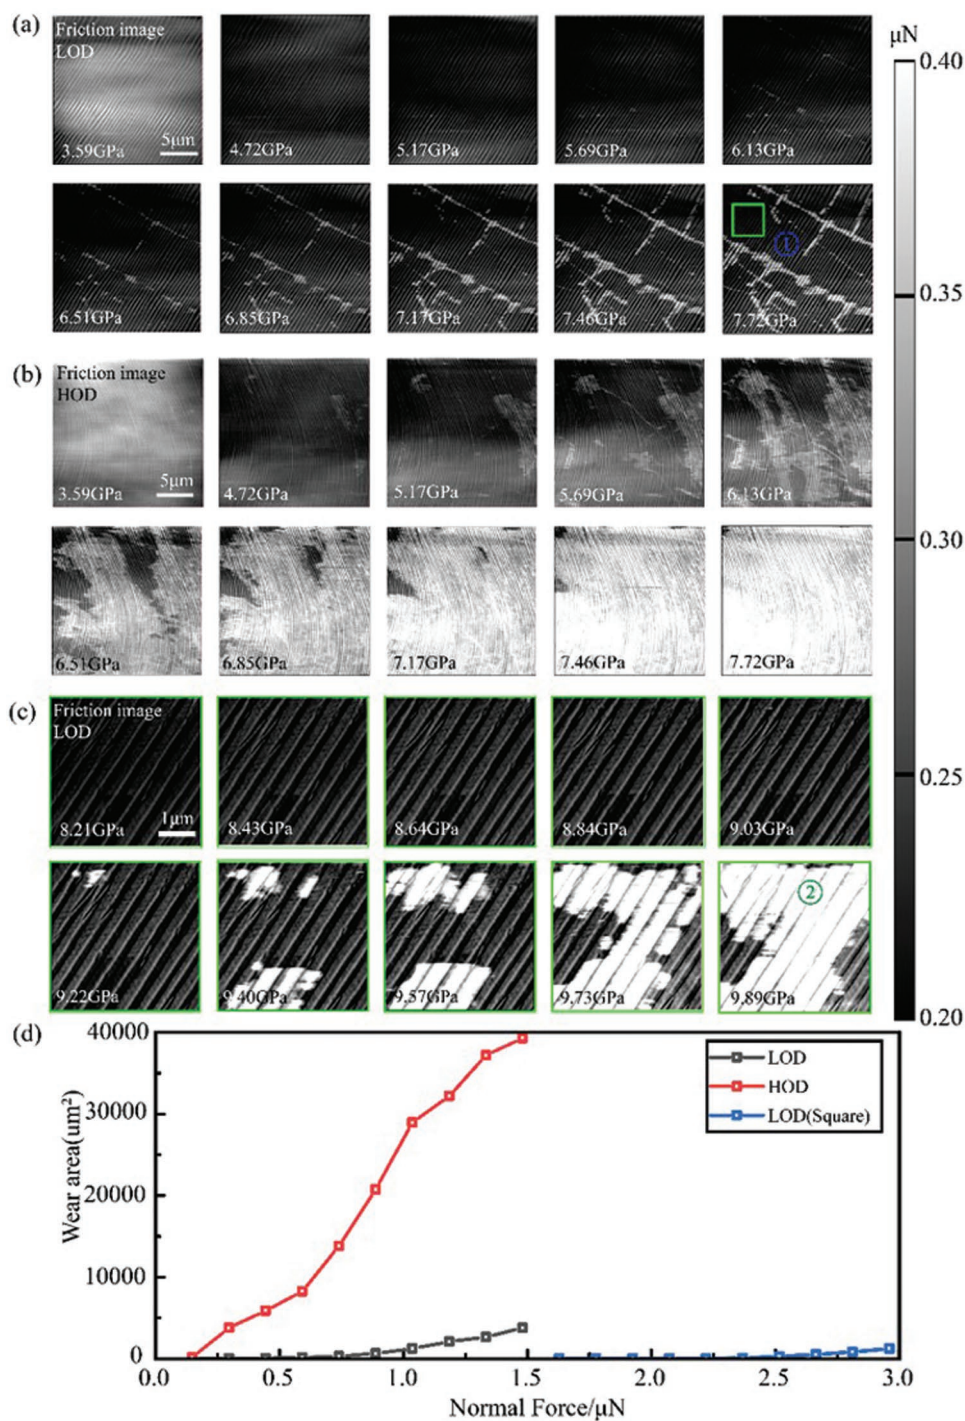 (a)
Friction image
LOD
3.59GPa
5μm
4.72GPa
5.17GPa
5.69GPa
6.13GPa
6.51GPa
6.85GPa
7.17GPa
7.46GPa
①
7.72GPa
(b)
Friction image
HOD
3.59GPa
5μm
4.72GPa
5.17GPa
5.69GPa
6.13GPa
6.51GPa
6.85GPa
7.17GPa
7.46GPa
7.72GPa
(c)
Friction image
LOD
8.21GPa
1μm
8.43GPa
8.64GPa
8.84GPa
9.03GPa
9.22GPa
9.40GPa
9.57GPa
9.73GPa
②
9.89GPa
μN
0.40
0.35
0.30
0.25
0.20
(d)
Wear area(um²)
40000
30000
20000
10000
0
LOD
HOD
LOD(Square)
0.0 0.5 1.0 1.5 2.0 2.5 3.0
Normal Force/μN